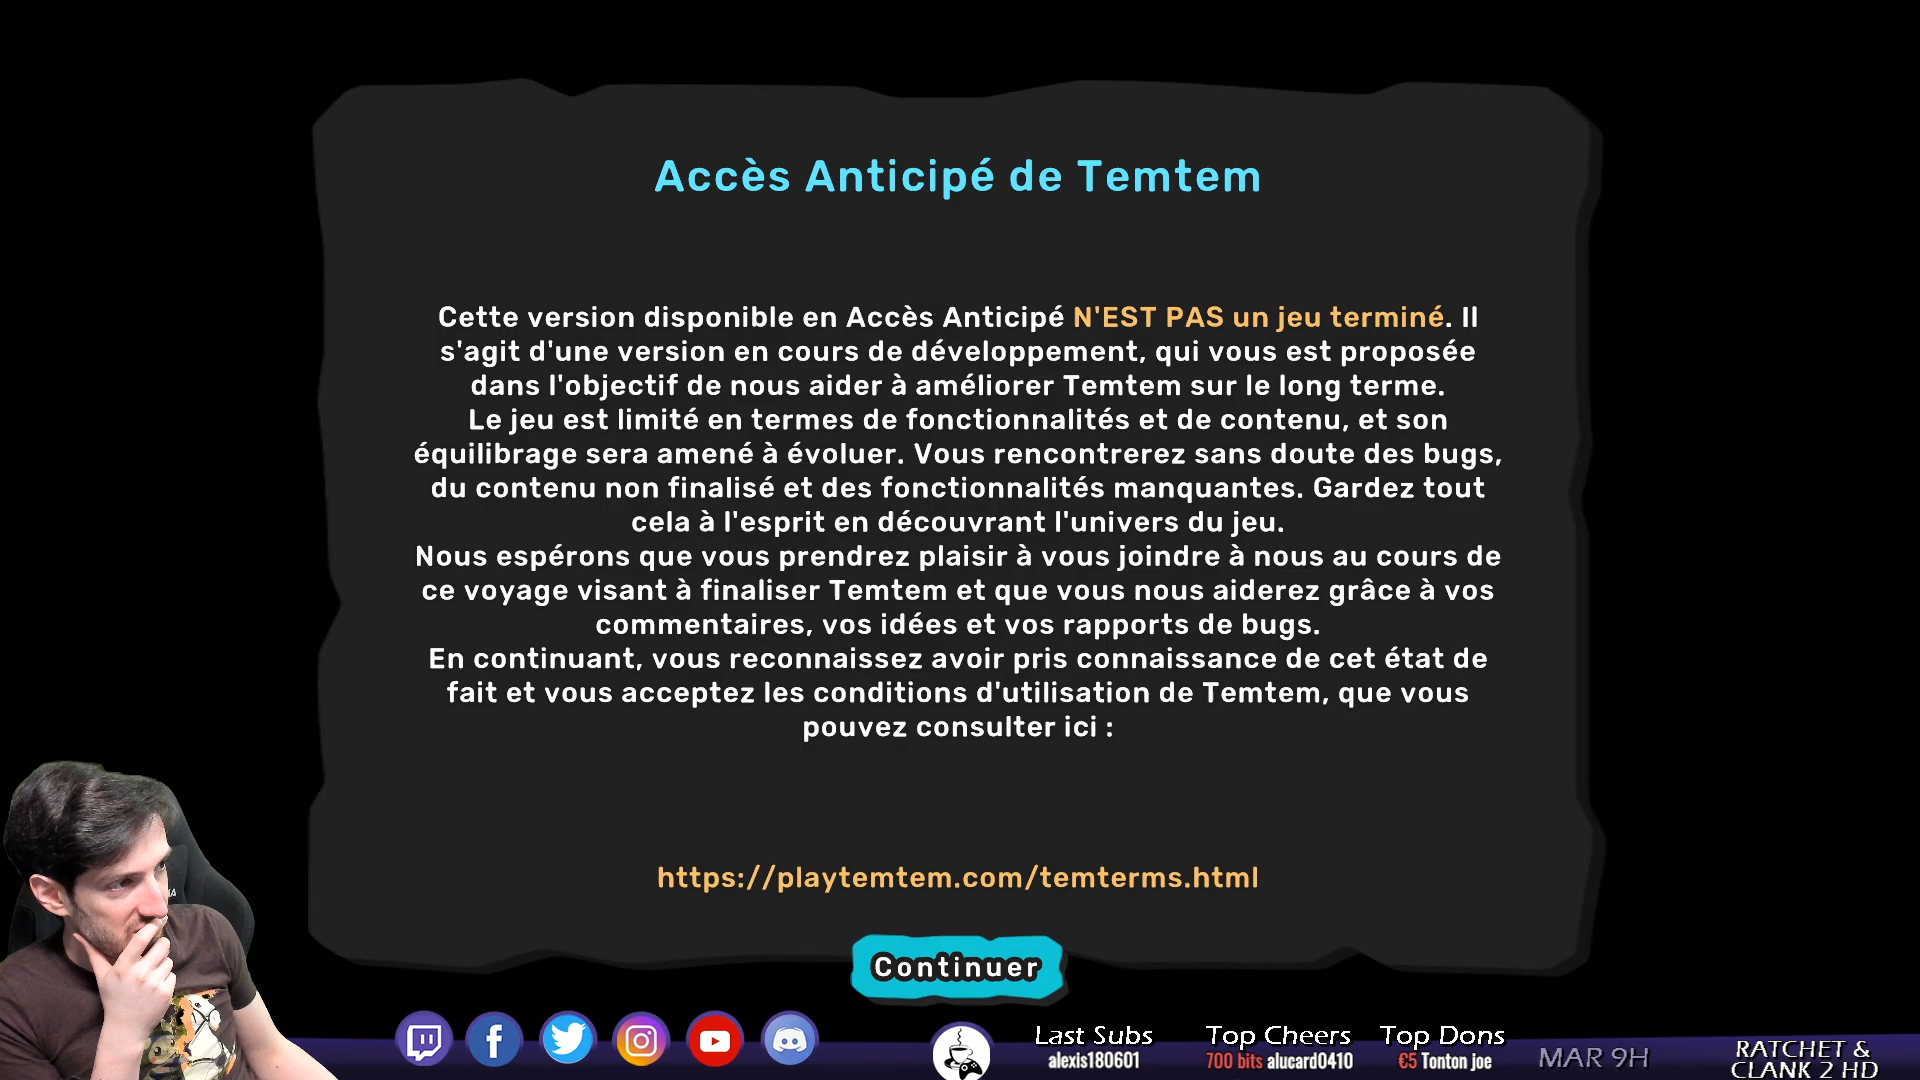 Accès Anticipé de Temtem
Cette version disponible en Accès Anticipé N'EST PAS un jeu terminé. Il
s'agit d'une version en cours de développement, qui vous est proposée
dans l'objectif de nous aider à améliorer Temtem sur le long terme.
Le jeu est limité en termes de fonctionnalités et de contenu, et son
équilibrage sera amené à évoluer. Vous rencontrerez sans doute des bugs,
du contenu non finalisé et des fonctionnalités manquantes. Gardez tout
cela à l'esprit en découvrant l'univers du jeu.
Nous espérons que vous prendrez plaisir à vous joindre à nous au cours de
ce voyage visant à finaliser Temtem et que vous nous aiderez grâce à vos
commentaires, vos idées et vos rapports de bugs.
En continuant, vous reconnaissez avoir pris connaissance de cet état de
fait et vous acceptez les conditions d'utilisation de Temtem, que vous
pouvez consulter ici :
https://playtemtem.com/temterms.html
Continuer
Last Subs
alexis180601
Top Cheers
700 bits alucard0410
Top Dons
€5 Tonton joe
MAR 9H
RATCHET &
CLANK 2 HD